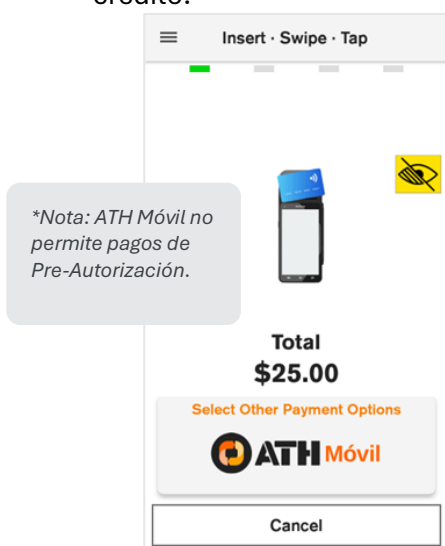 crédito.
Insert · Swipe · Tap
*Nota: ATH Móvil no
permite pagos de
Pre-Autorización.
Total
$25.00
Select Other Payment Options
ATH Móvil
Cancel